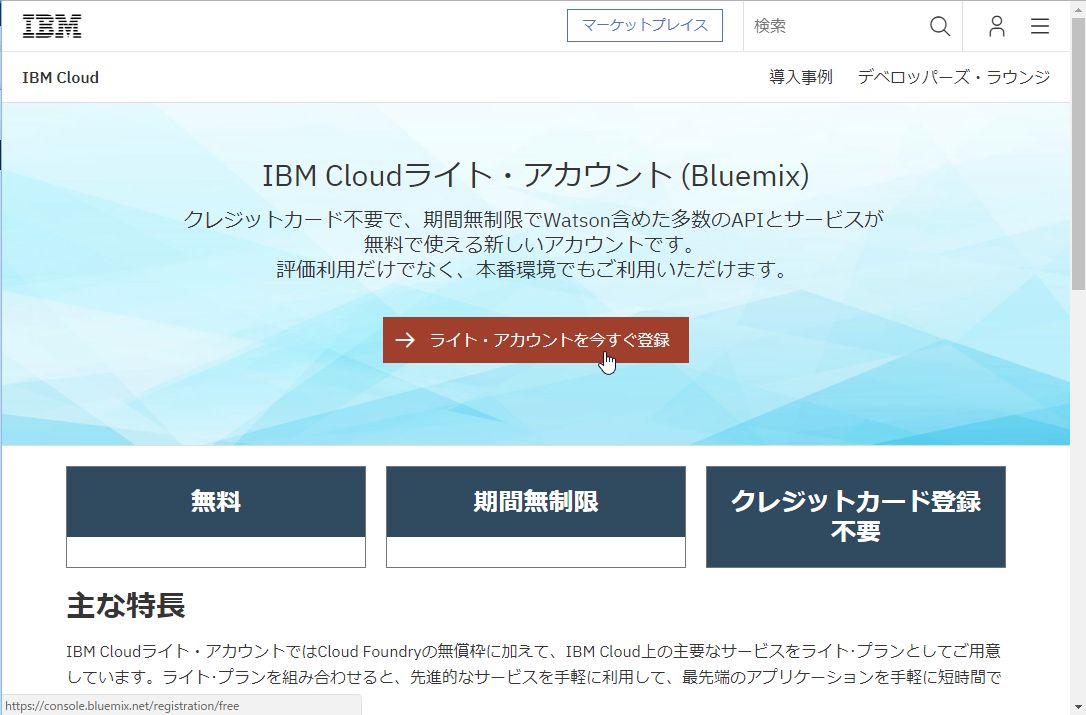 IBM
マーケットプレイス
検索
IBM Cloud
導入事例
デベロッパーズ・ラウンジ
IBM Cloudライト・アカウント (Bluemix)
クレジットカード不要で、期間無制限でWatson含めた多数のAPIとサービスが
無料で使える新しいアカウントです。
評価利用だけでなく、本番環境でもご利用いただけます。
→ ライト・アカウントを今すぐ登録
無料
期間無制限
クレジットカード登録
不要
主な特長
IBM Cloudライト・アカウントではCloud Foundryの無償枠に加えて、IBM Cloud上の主要なサービスをライト･プランとしてご用意
しています。ライト･プランを組み合わせると、先進的なサービスを手軽に利用して、最先端のアプリケーションを手軽に短時間で
https://console.bluemix.net/registration/free